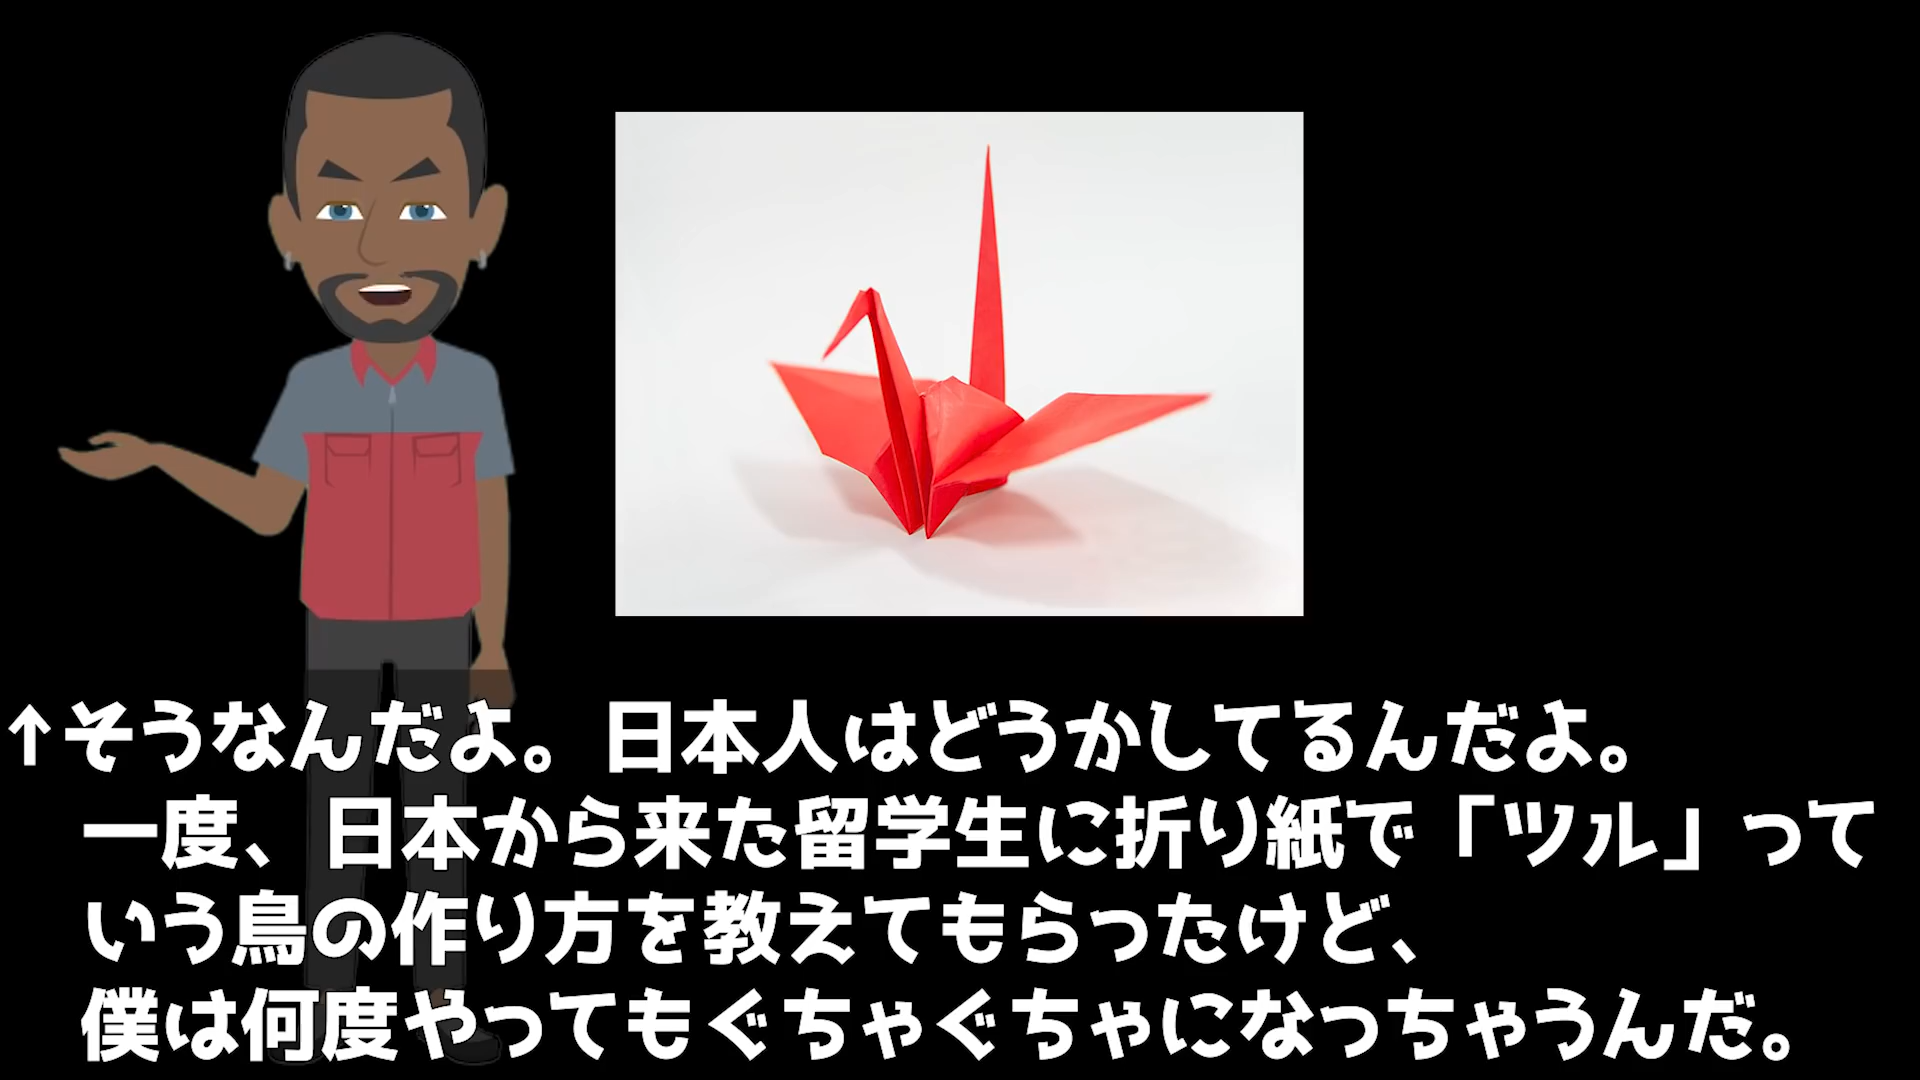 ↑そうなんだよ。日本人はどうかしてるんだよ。
一度、日本から来た留学生に折り紙で「ツル」って
いう鳥の作り方を教えてもらったけど、
僕は何度やってもぐちゃぐちゃになっちゃうんだ。